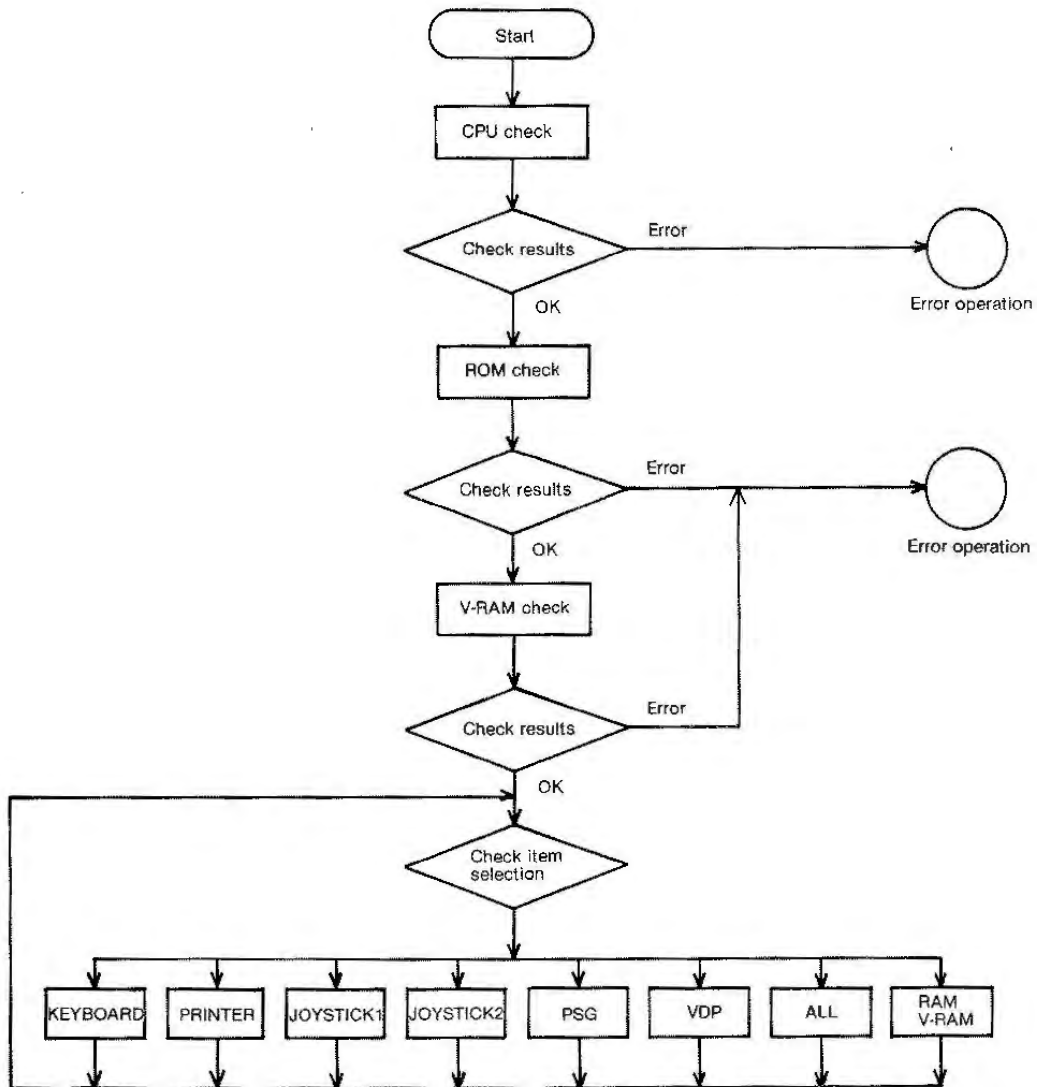 Start
CPU check
Check results
Error
Error operation
OK
ROM check
Check results
Error
Error operation
OK
V-RAM check
Check results
Error
OK
Check item
selection
KEYBOARD
PRINTER
JOYSTICK1
JOYSTICK2
PSG
VDP
ALL
RAM
V-RAM